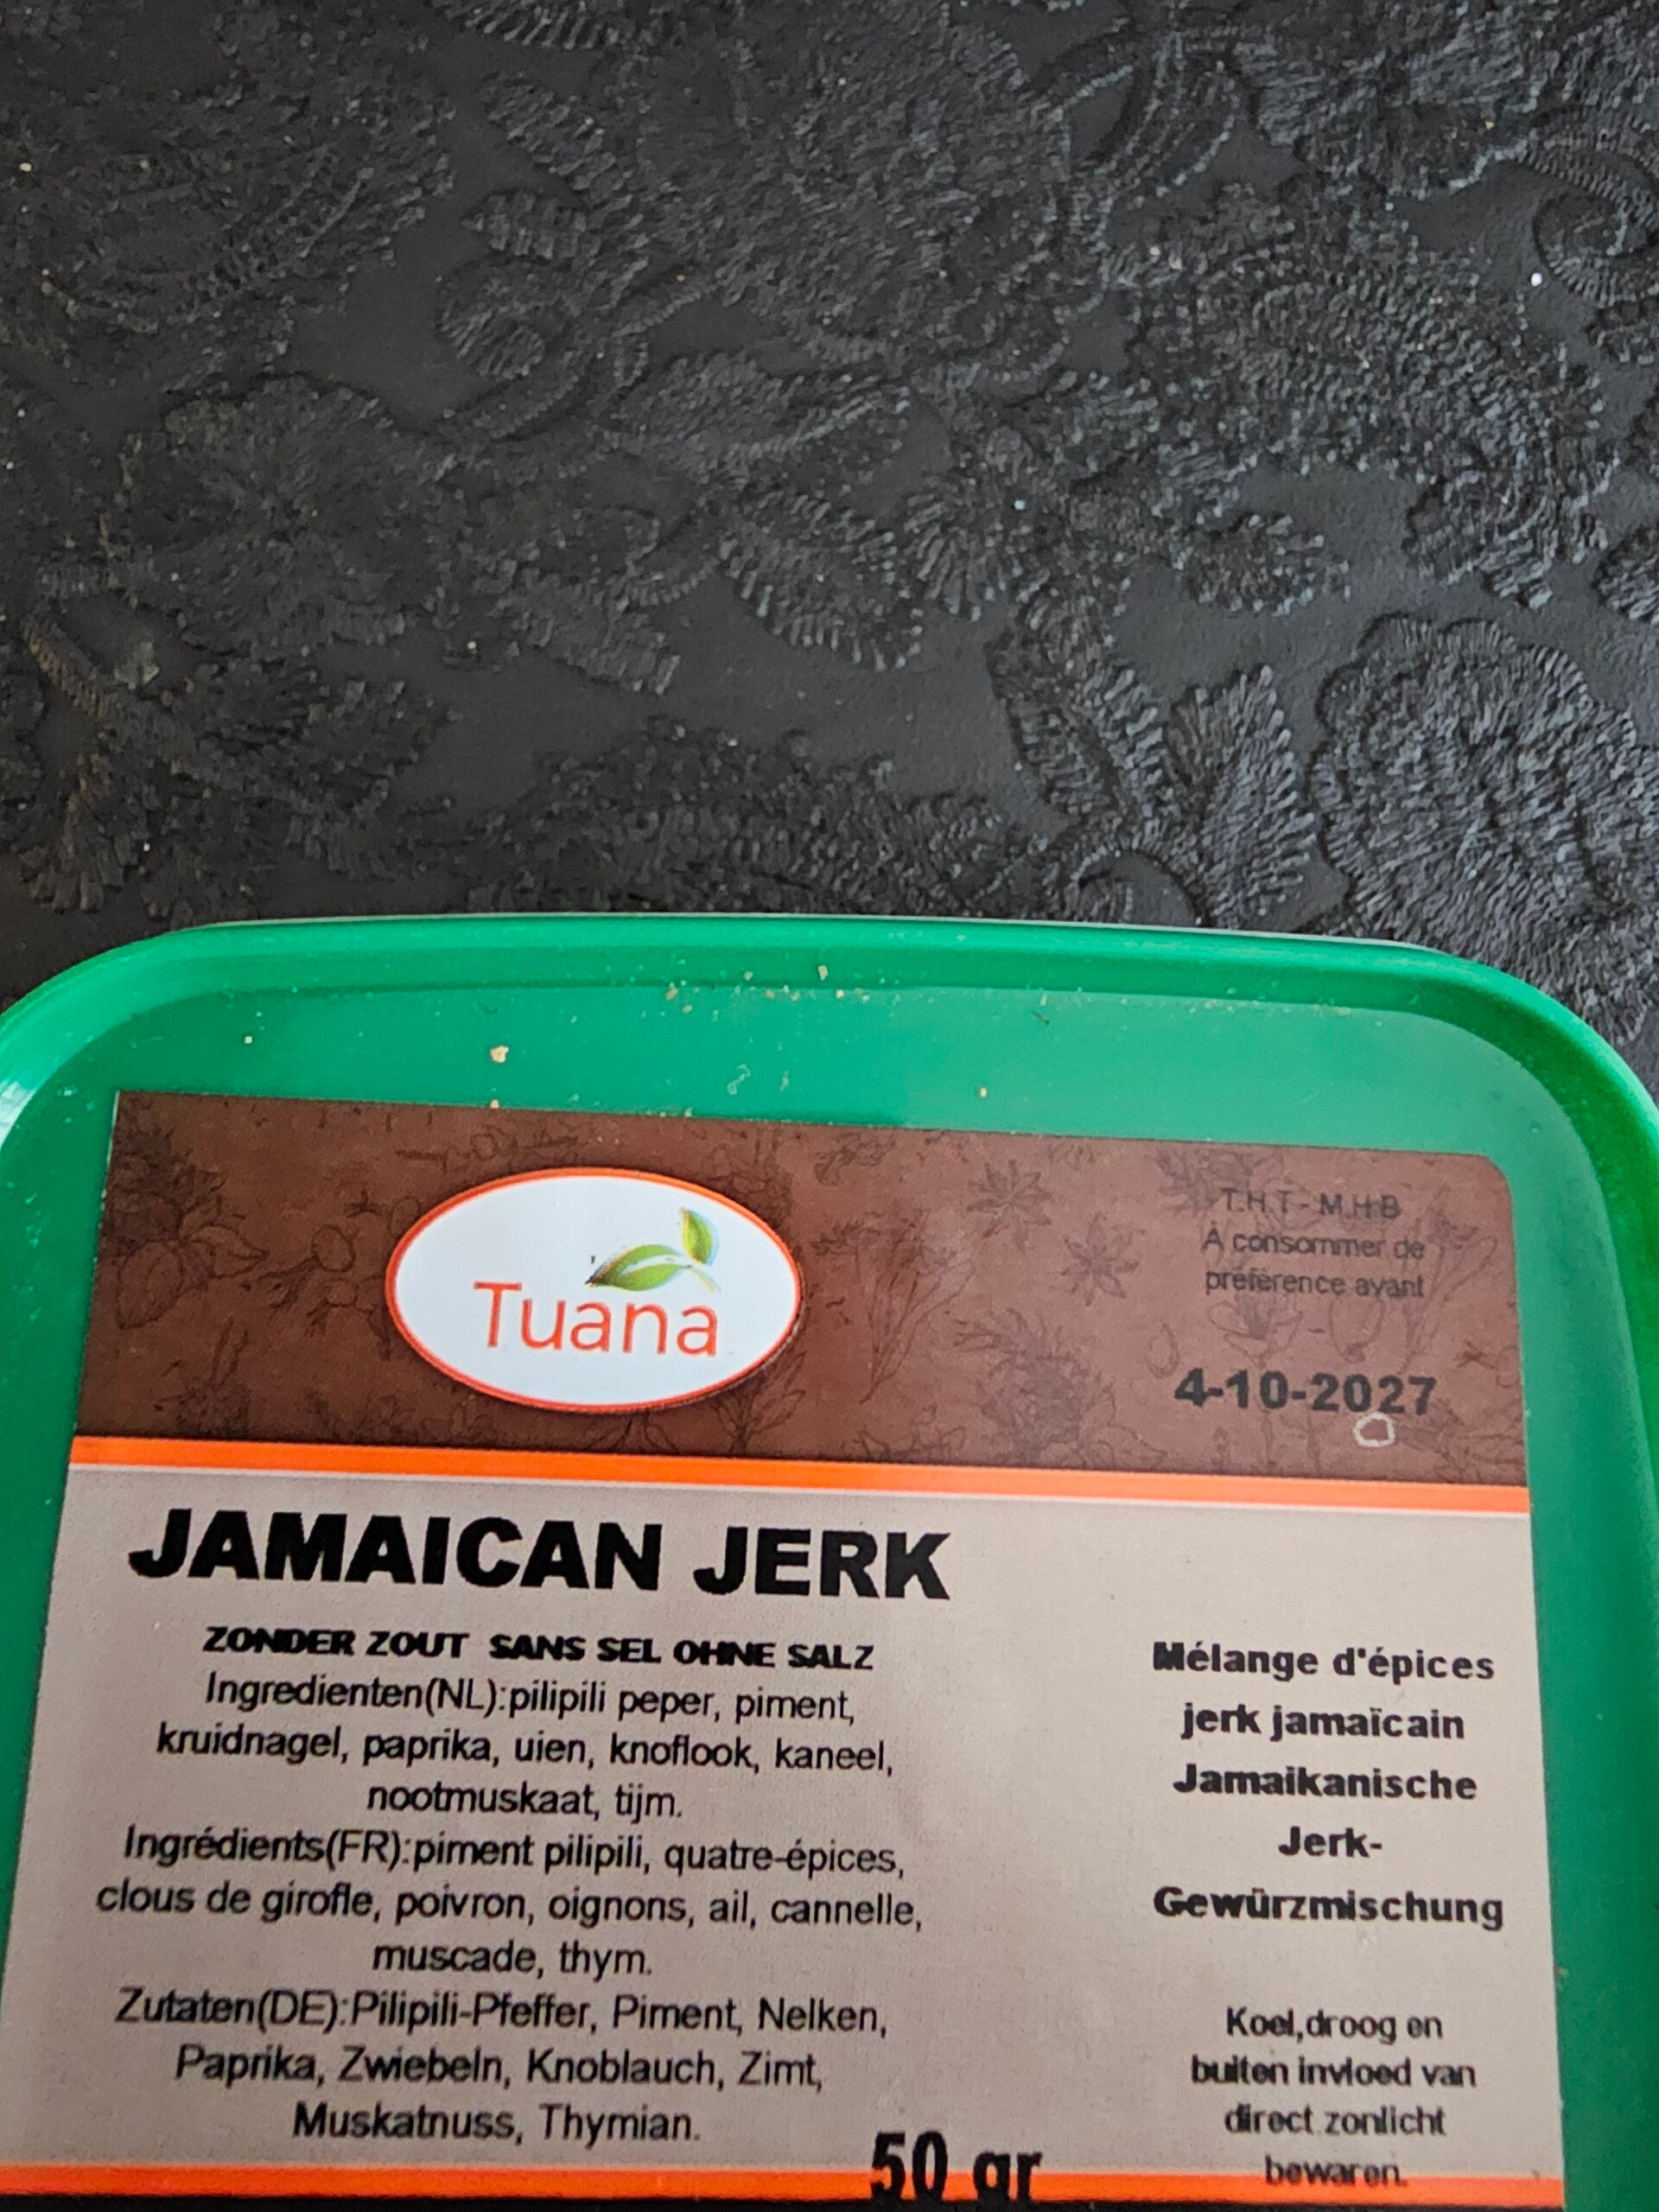 Tuana
T.H.T - M.H.B
À consommer de
préférence avant
4-10-2027
JAMAICAN JERK
ZONDER ZOUT SANS SEL OHNE SALZ
Ingredienten(NL):pilipili peper, piment,
kruidnagel, paprika, uien, knoflook, kaneel,
nootmuskaat, tijm.
Ingrédients(FR):piment pilipili, quatre-épices,
clous de girofle, poivron, oignons, ail, cannelle,
muscade, thym.
Zutaten(DE):Pilipili-Pfeffer, Piment, Nelken,
Paprika, Zwiebeln, Knoblauch, Zimt,
Muskatnuss, Thymian.
50 gr
Mélange d'épices
jerk jamaïcain
Jamaikanische
Jerk-
Gewürzmischung
Koel,droog en
buiten invloed van
direct zonlicht
bewaren.